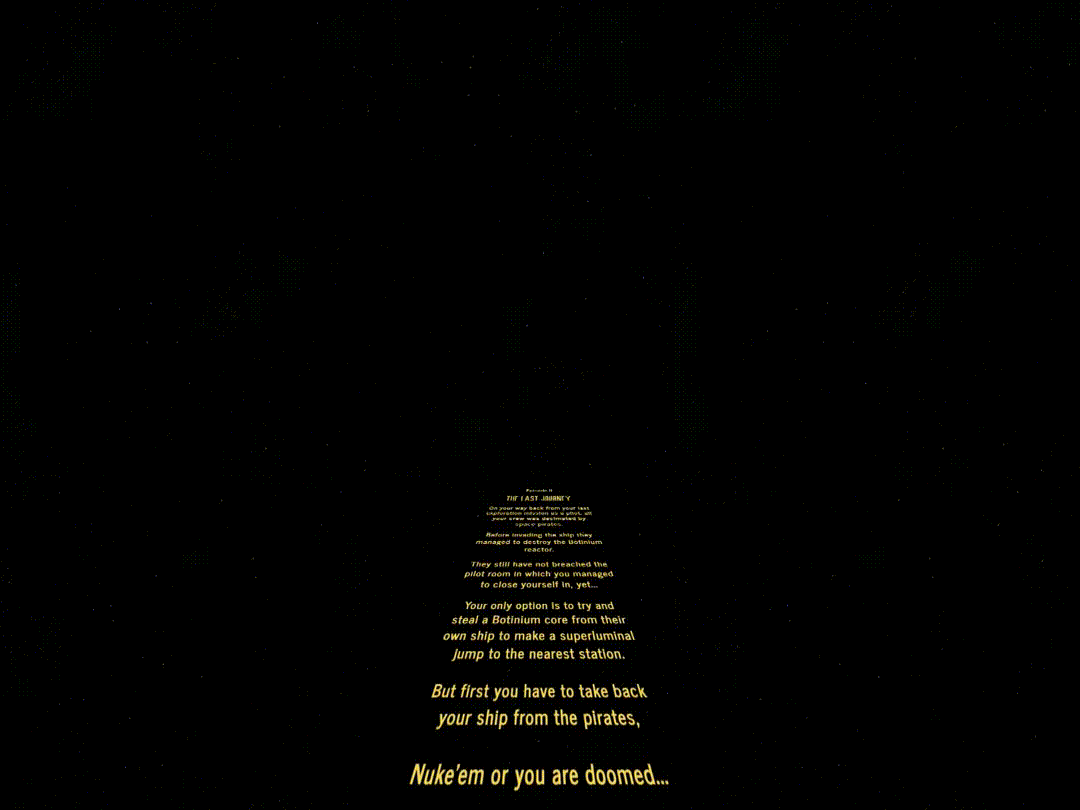 Episode II
THE LAST JOURNEY
On your way back from your last
exploration mission as a pilot, all
your crew was decimated by
space pirates.
Before invading the ship they
managed to destroy the Botinium
reactor.
They still have not breached the
pilot room in which you managed
to close yourself in, yet...
Your only option is to try and
steal a Botinium core from their
own ship to make a superluminal
jump to the nearest station.
But first you have to take back
your ship from the pirates,
Nuke'em or you are doomed...